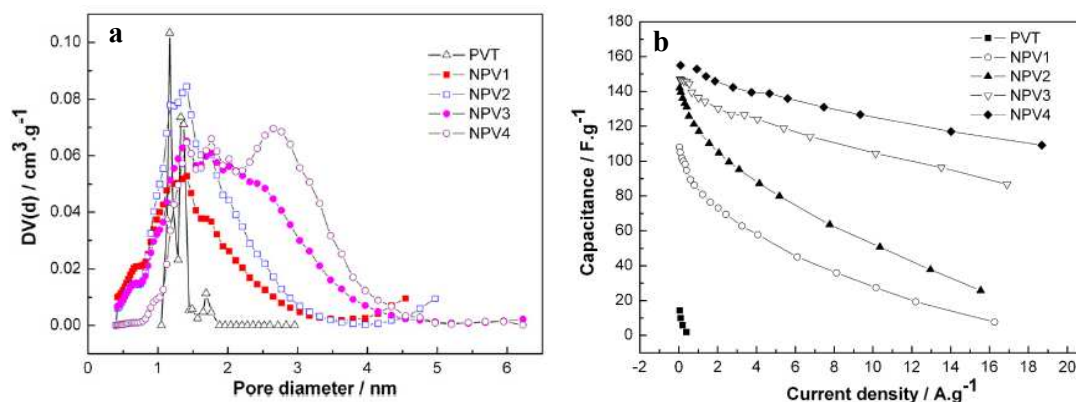 a
PVT
NPV1
NPV2
NPV3
NPV4
DV(d) / cm³.g⁻¹
0.10
0.08
0.06
0.04
0.02
0.00
0 1 2 3 4 5 6
Pore diameter / nm
b
PVT
NPV1
NPV2
NPV3
NPV4
Capacitance / F.g⁻¹
180
160
140
120
100
80
60
40
20
0
0 2 4 6 8 10 12 14 16 18 20
Current density / A.g⁻¹